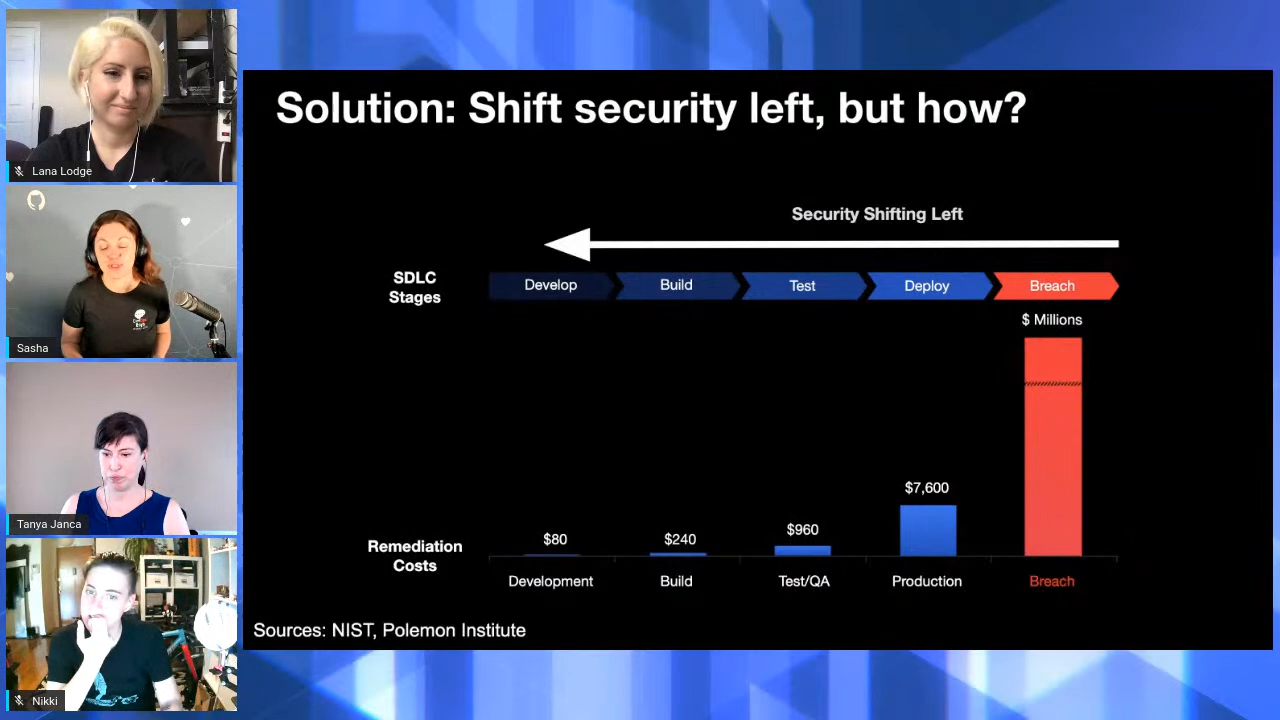 Lana Lodge
Sasha
Tanya Janca
Nikki
Solution: Shift security left, but how?
Security Shifting Left
SDLC
Stages
Develop
Build
Test
Deploy
Breach
$ Millions
$80
$240
$960
$7,600
Remediation
Costs
Development
Build
Test/QA
Production
Breach
Sources: NIST, Polemon Institute